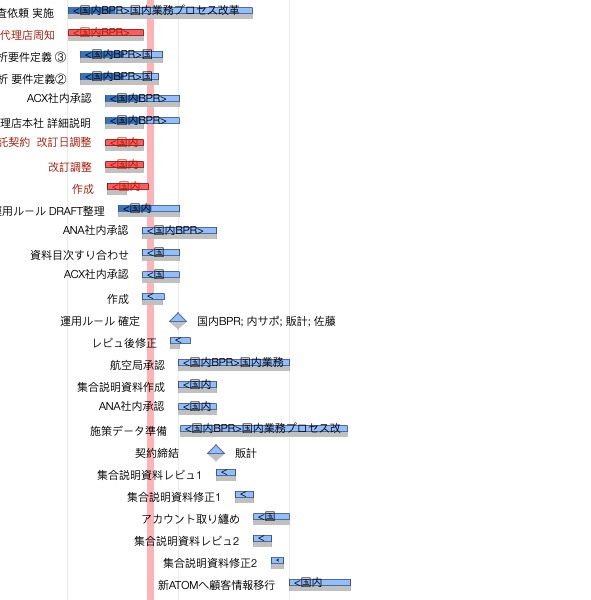 査依頼 実施 <国内BPR>国内業務プロセス改革
代理店周知 <国内BPR>
析要件定義 ③ <国内BPR>国
析 要件定義② <国内BPR>国
ACX社内承認 <国内BPR>
理店本社 詳細説明 <国内BPR>
託契約 改訂日調整 <国内
改訂調整 <国内
作成 <国内
運用ルール DRAFT整理 <国内
ANA社内承認 <国内BPR>
資料目次すり合わせ <国
ACX社内承認 <国
作成 <
運用ルール 確定 国内BPR; 内サポ; 販計; 佐藤
レビュ後修正 <
航空局承認 <国内BPR>国内業務
集合説明資料作成 <国内
ANA社内承認 <国内
施策データ準備 <国内BPR>国内業務プロセス改
契約締結 販計
集合説明資料レビュ1 <
集合説明資料修正1 <
アカウント取り纏め <国
集合説明資料レビュ2 <
集合説明資料修正2
新ATOMへ顧客情報移行 <国内